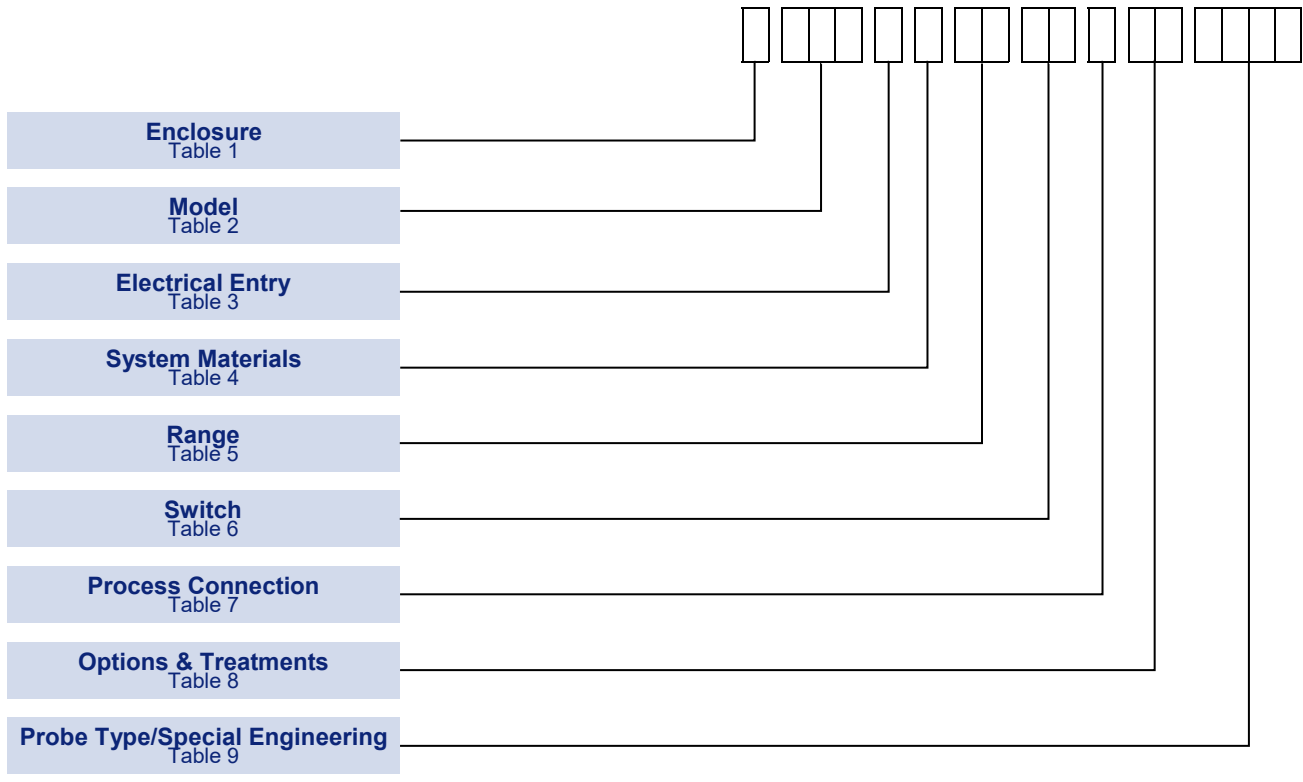 Enclosure
Table 1
Model
Table 2
Electrical Entry
Table 3
System Materials
Table 4
Range
Table 5
Switch
Table 6
Process Connection
Table 7
Options & Treatments
Table 8
Probe Type/Special Engineering
Table 9